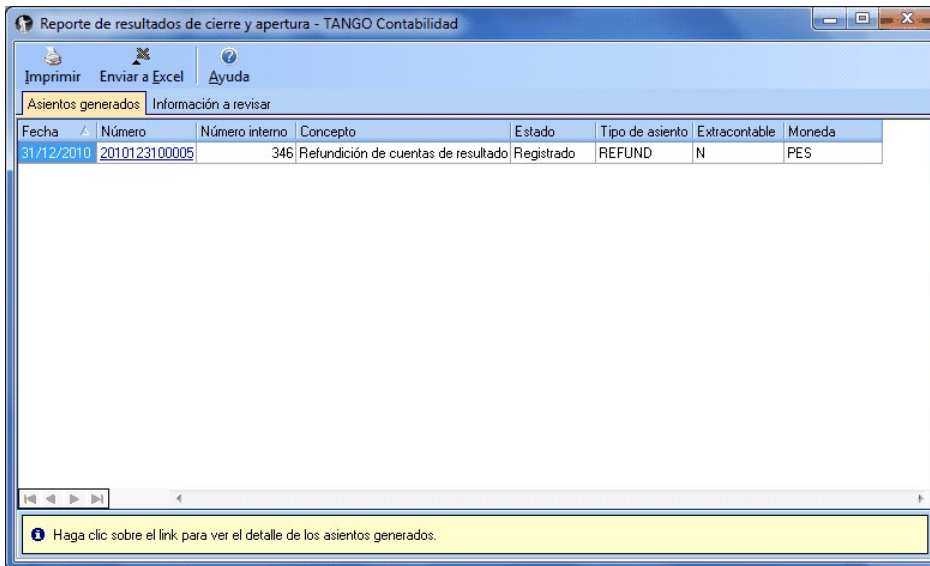 Reporte de resultados de cierre y apertura - TANGO Contabilidad
Imprimir Enviar a Excel Ayuda
Asientos generados Información a revisar
Fecha Número Número interno Concepto Estado Tipo de asiento Extracontable Moneda
31/12/2010 2010123100005 346 Refundición de cuentas de resultado Registrado REFUND N PES
Haga clic sobre el link para ver el detalle de los asientos generados.